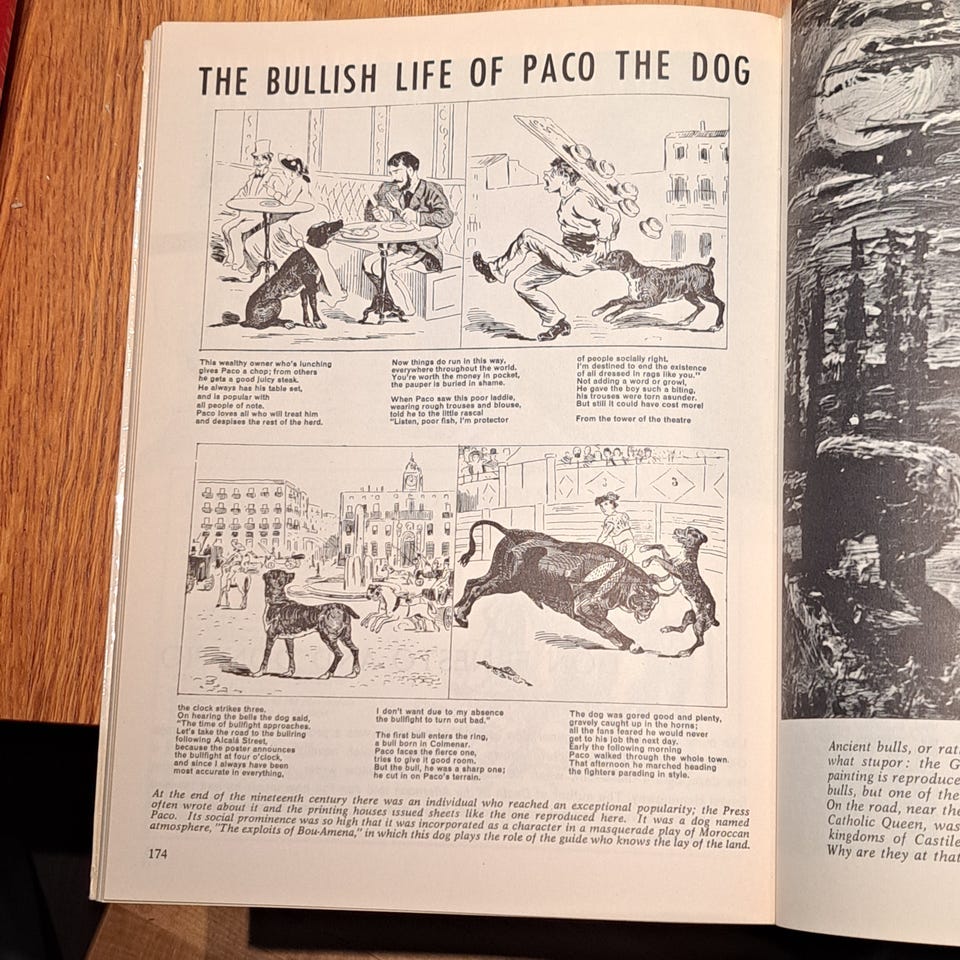 THE BULLISH LIFE OF PACO THE DOG
This wealthy owner who's lunching
gives Paco a chop; from others
he gets a good juicy steak.
He always has his table set,
and is popular with
all people of note.
Paco loves all who will treat him
and despises the rest of the herd.
Now things do run in this way,
everywhere throughout the world.
You're worth the money in pocket,
the pauper is buried in shame.
When Paco saw this poor laddie,
wearing rough trouses and blouse,
told he to the little rascal
"Listen, poor fish, I'm protector
of people socially right.
I'm destined to end the existence
of all dressed in rags like you."
Not adding a word or growl,
He gave the boy such a biting,
his trouses were torn asunder.
But still it could have cost more!
From the tower of the theatre
3
5
the clock strikes three.
On hearing the bells the dog said,
"The time of bullfight approaches.
Let's take the road to the bullring
following Alcalá Street,
because the poster announces
the bullfight at four o'clock,
and since I always have been
most accurate in everything,
I don't want due to my absence
the bullfight to turn out bad."
The first bull enters the ring,
a bull born in Colmenar.
Paco faces the fierce one,
tries to give it good room.
But the bull, he was a sharp one;
he cut in on Paco's terrain.
The dog was gored good and plenty,
gravely caught up in the horns;
all the fans feared he would never
get to his job the next day.
Early the following morning
Paco walked through the whole town.
That afternoon he marched heading
the fighters parading in style.
At the end of the nineteenth century there was an individual who reached an exceptional popularity; the Press
often wrote about it and the printing houses issued sheets like the one reproduced here. It was a dog named
Paco. Its social prominence was so high that it was incorporated as a character in a masquerade play of Moroccan
atmosphere, "The exploits of Bou-Amena," in which this dog plays the role of the guide who knows the lay of the land.
174
Ancient bulls, or
what stupor: the G
painting is reproduce
bulls, but one of the
On the road, near the
Catholic Queen, was
kingdoms of Castile
Why are they at that